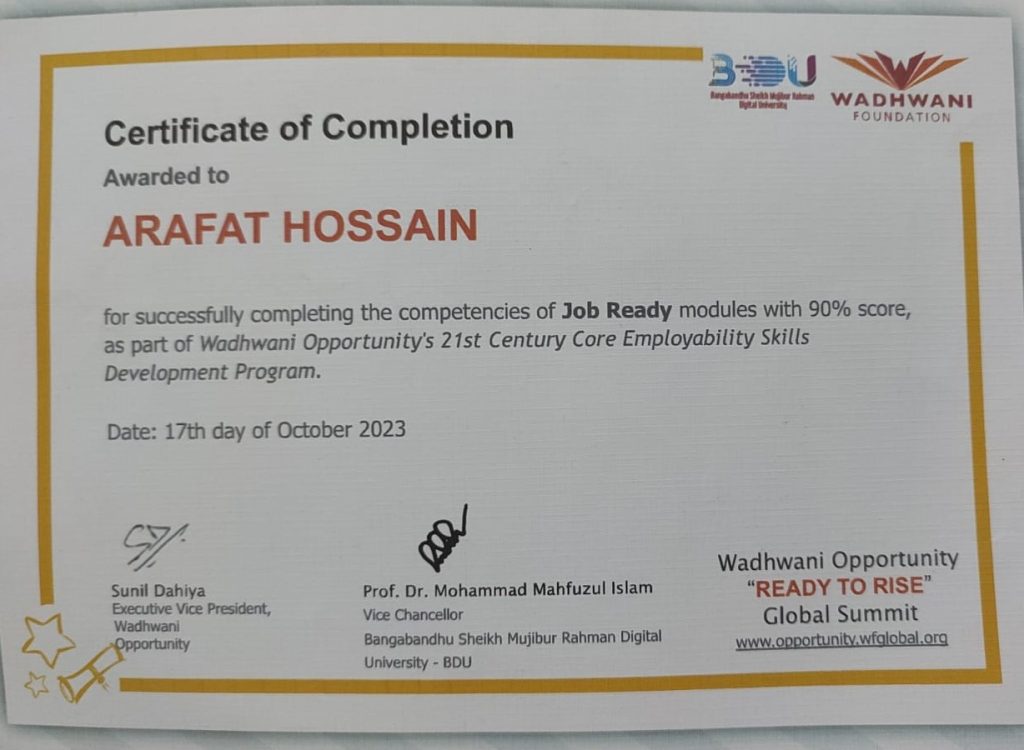 BDU
Bangabandhu Sheikh Mujibur Rahman
Digital University
WADHWANI
FOUNDATION
Certificate of Completion
Awarded to
ARAFAT HOSSAIN
for successfully completing the competencies of Job Ready modules with 90% score,
as part of Wadhwani Opportunity's 21st Century Core Employability Skills
Development Program.
Date: 17th day of October 2023
Sunil Dahiya
Executive Vice President,
Wadhwani
Opportunity
Prof. Dr. Mohammad Mahfuzul Islam
Vice Chancellor
Bangabandhu Sheikh Mujibur Rahman Digital
University - BDU
Wadhwani Opportunity
“READY TO RISE”
Global Summit
www.opportunity.wfglobal.org